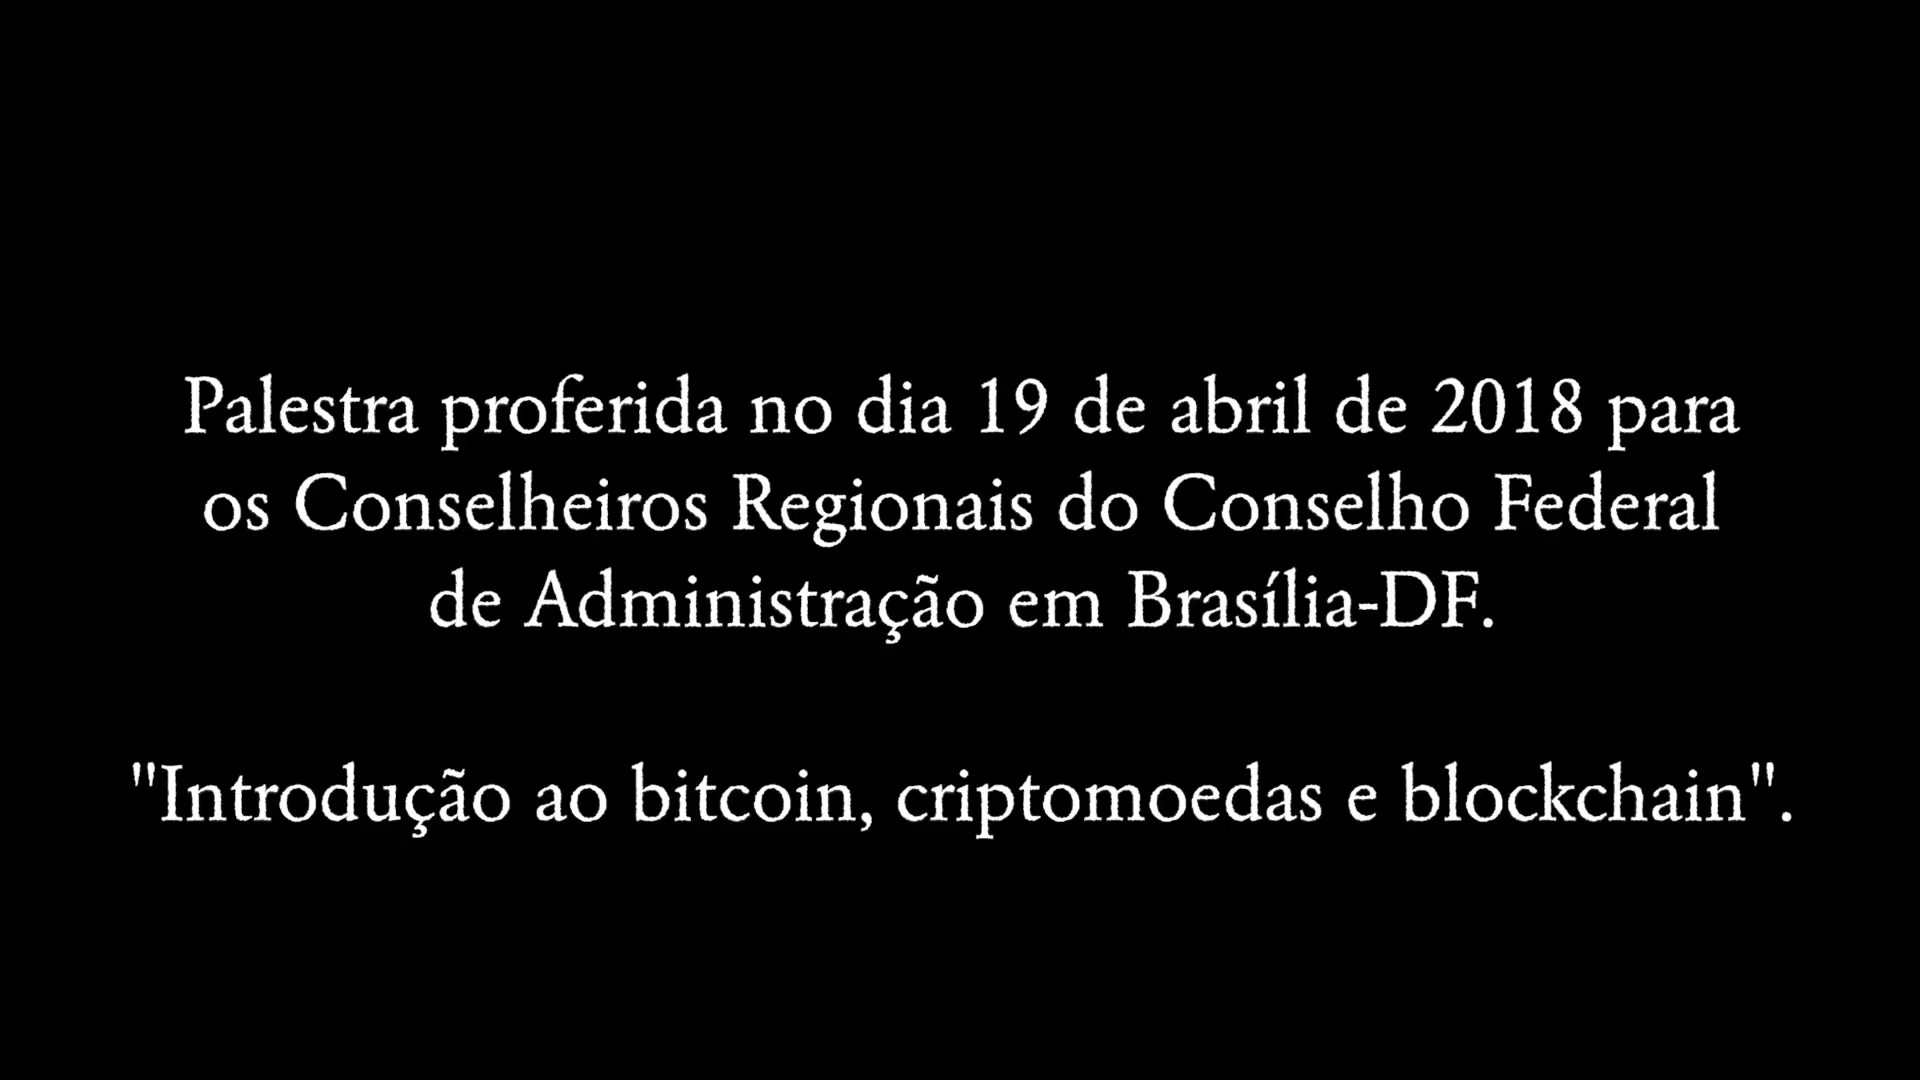 Palestra proferida no dia 19 de abril de 2018 para
os Conselheiros Regionais do Conselho Federal
de Administração em Brasília-DF.
"Introdução ao bitcoin, criptomoedas e blockchain".